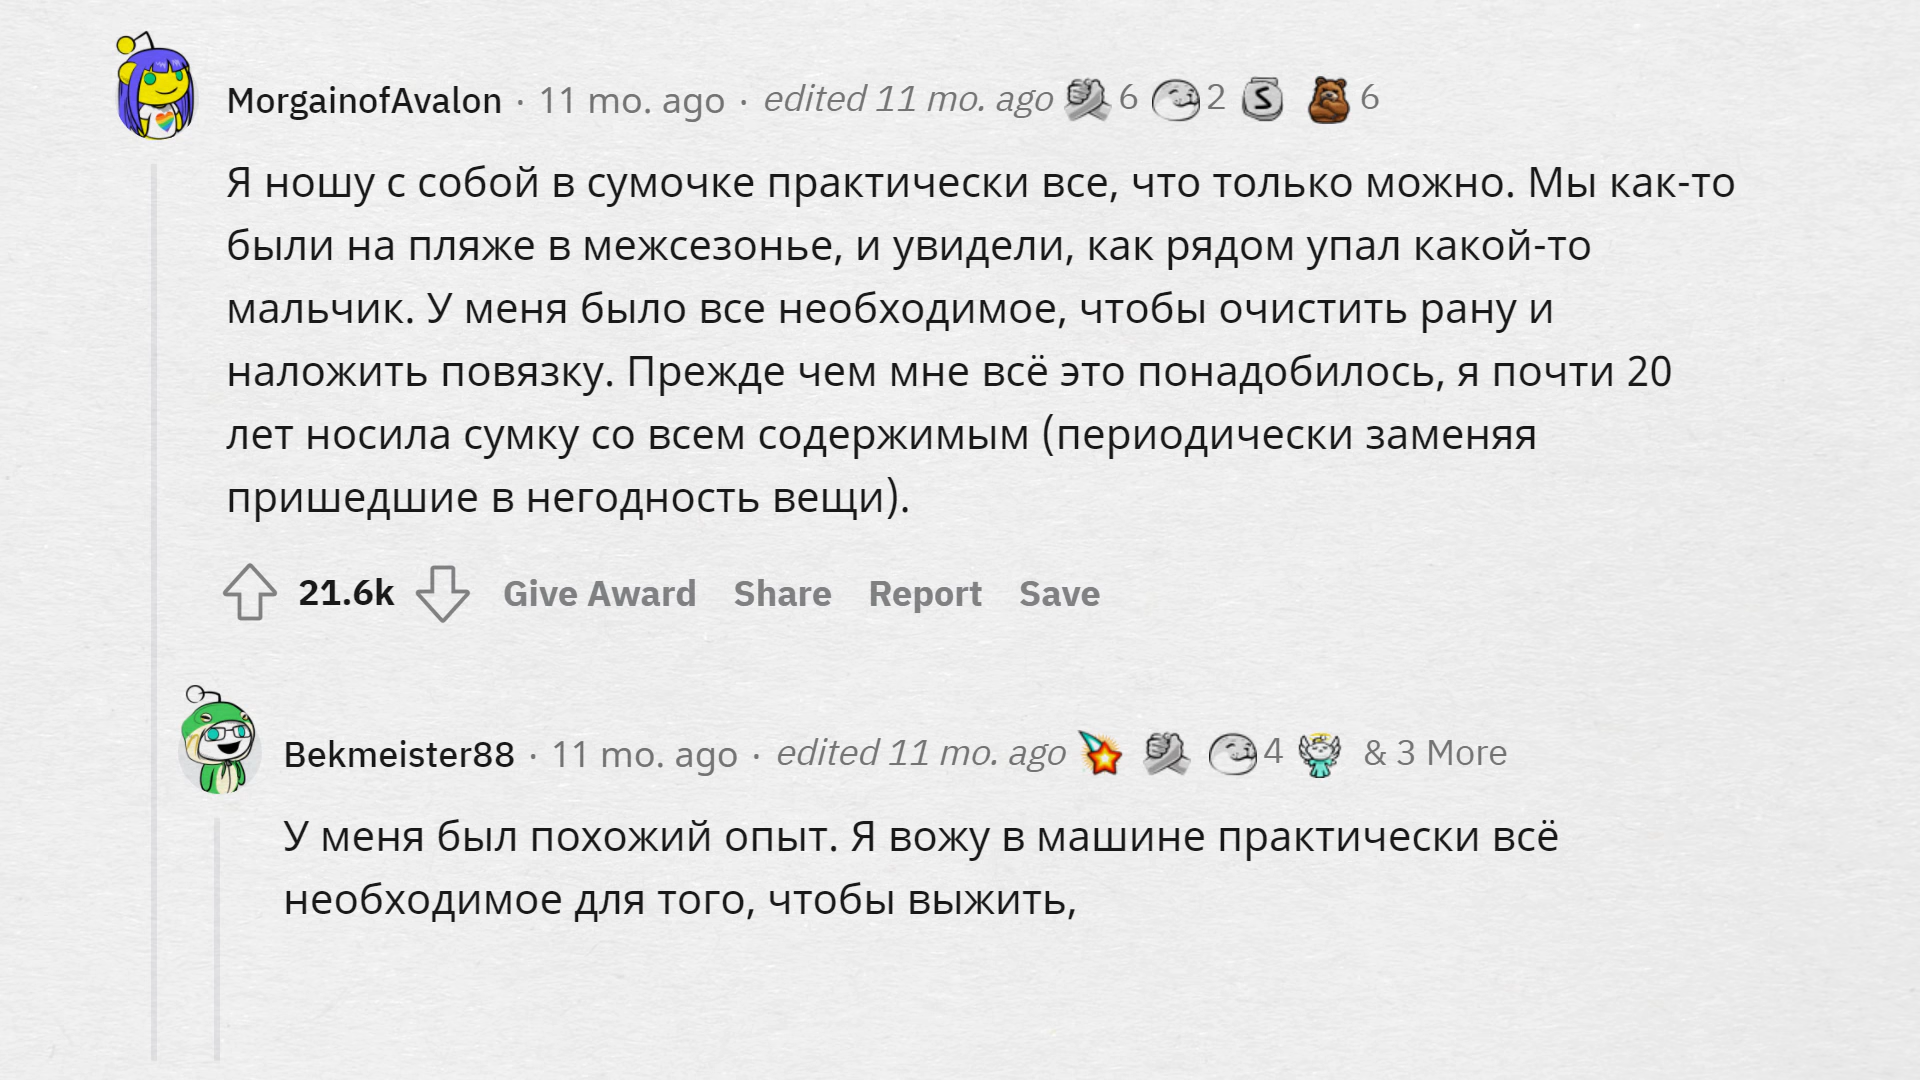 MorgainofAvalon · 11 mo. ago · edited 11 mo. ago 6 2 S 6
Я ношу с собой в сумочке практически все, что только можно. Мы как-то
были на пляже в межсезонье, и увидели, как рядом упал какой-то
мальчик. У меня было все необходимое, чтобы очистить рану и
наложить повязку. Прежде чем мне всё это понадобилось, я почти 20
лет носила сумку со всем содержимым (периодически заменяя
пришедшие в негодность вещи).
21.6k Give Award Share Report Save
Bekmeister88 · 11 mo. ago · edited 11 mo. ago 4 & 3 More
У меня был похожий опыт. Я вожу в машине практически всё
необходимое для того, чтобы выжить,